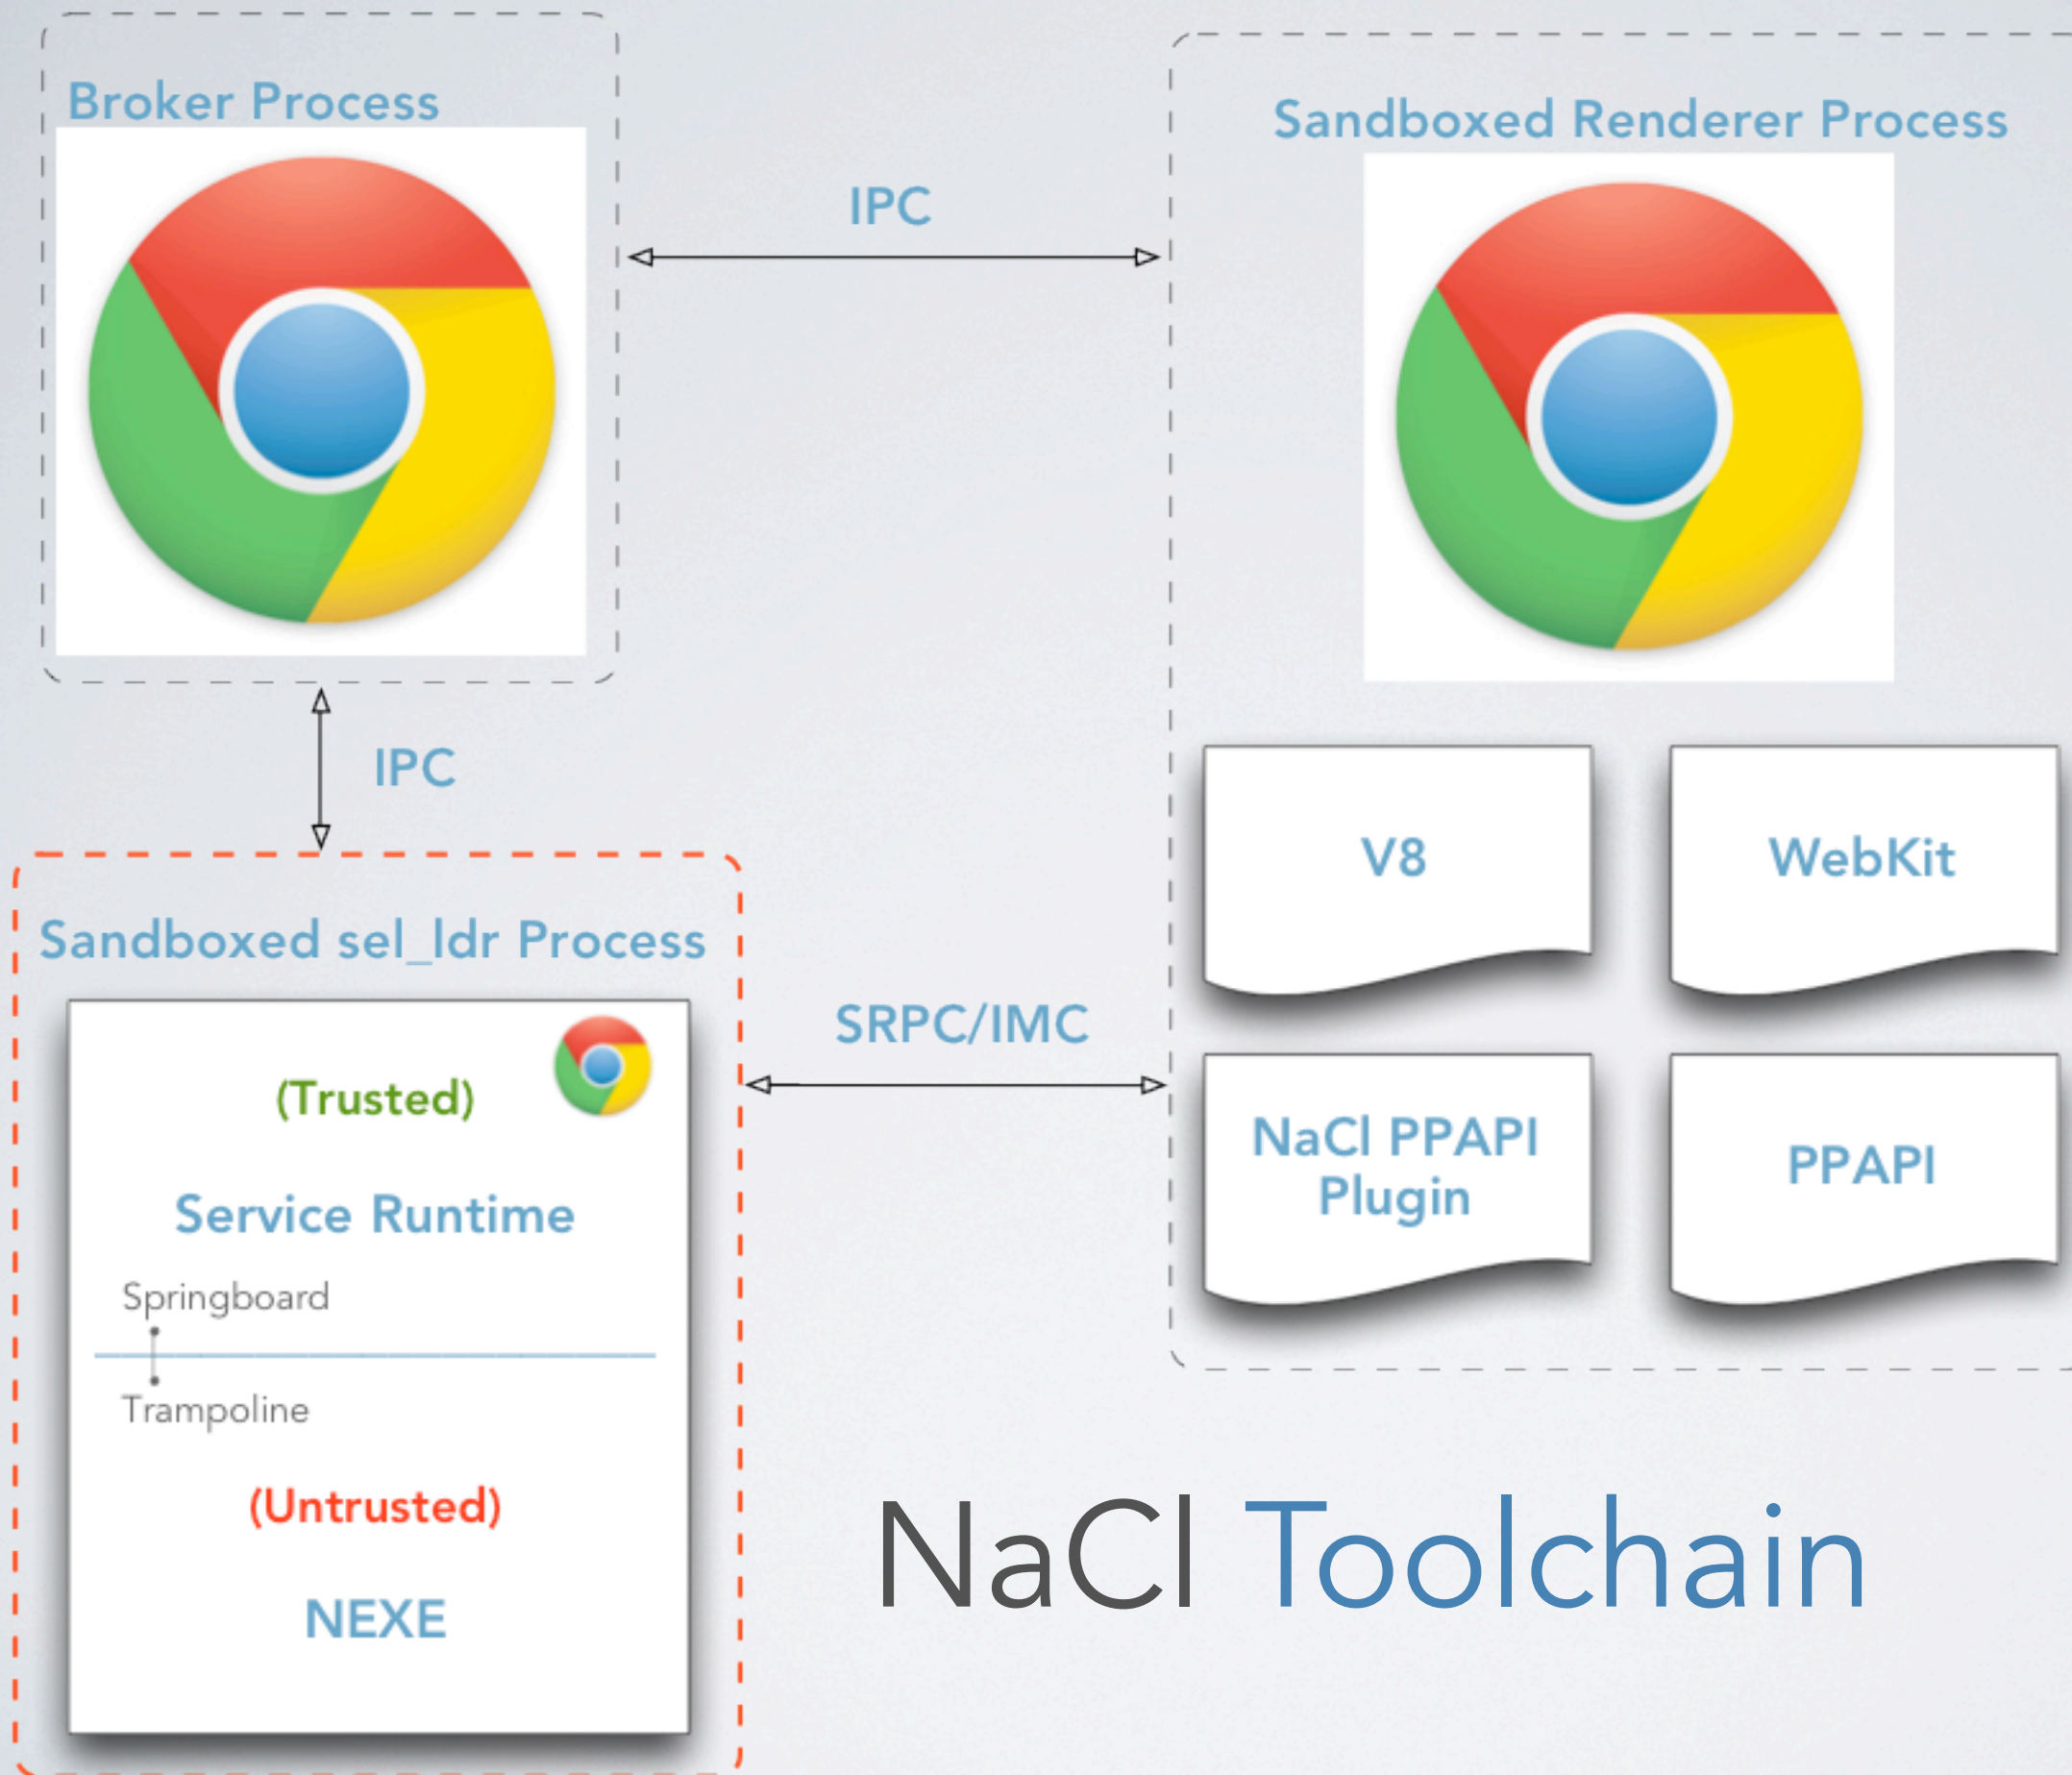 Broker Process
Sandboxed Renderer Process
IPC
IPC
V8
WebKit
Sandboxed sel_ldr Process
SRPC/IMC
(Trusted)
NaCl PPAPI
Plugin
PPAPI
Service Runtime
Springboard
Trampoline
(Untrusted)
NEXE
NaCl Toolchain